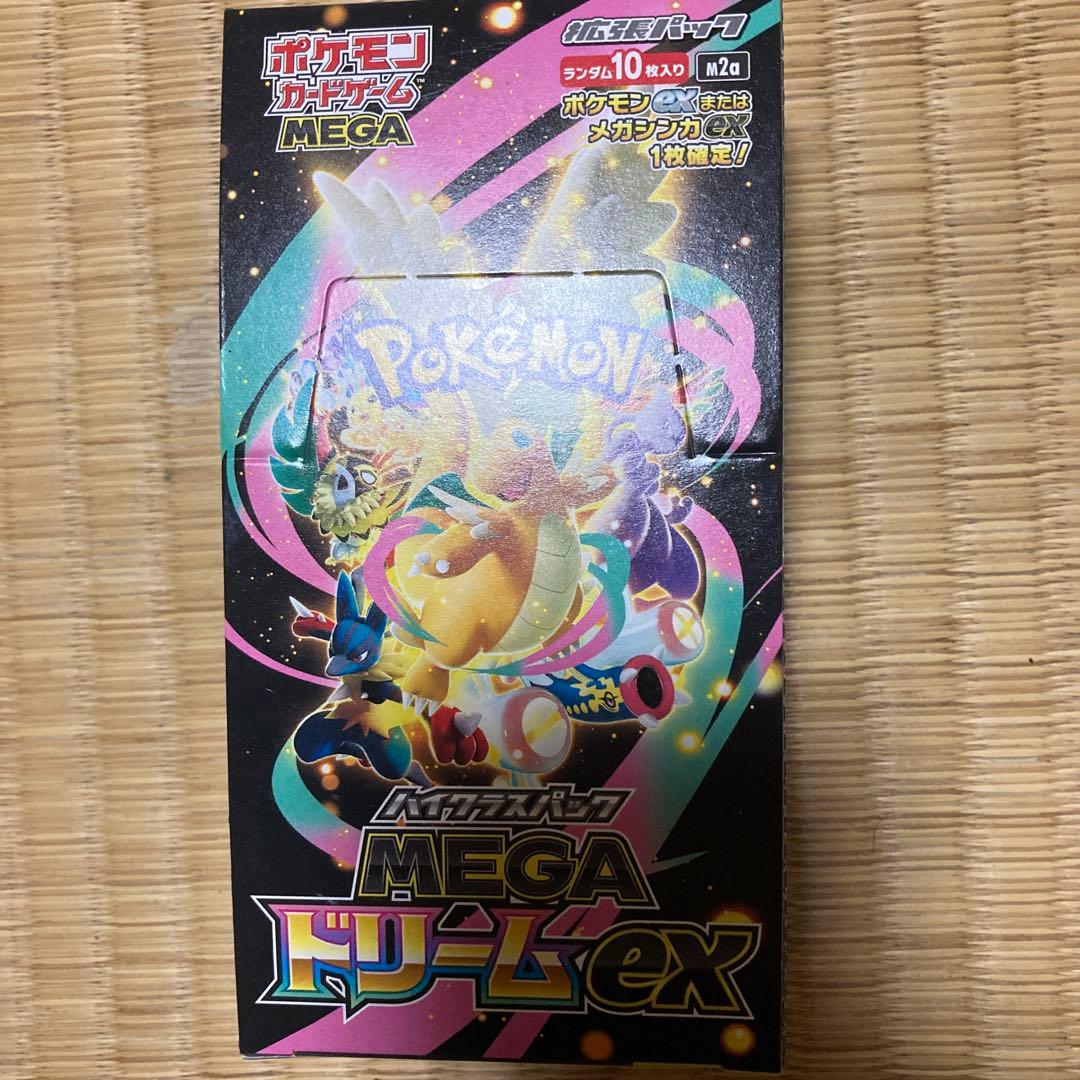 ポケモン
カードゲーム™
MEGA
拡張パック
ランダム10枚入り M2a
ポケモンexまたは
メガシンカex
1枚確定!
POKéMON
ハイクラスパック
MEGA
ドリームex